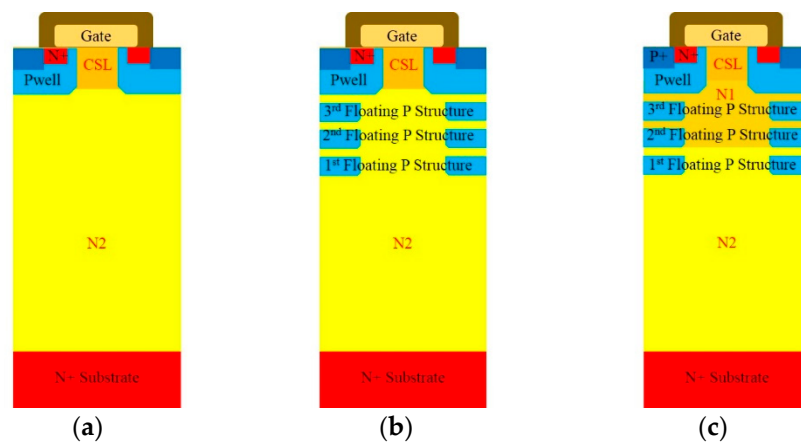 Gate
N+
CSL
Pwell
N2
N+ Substrate
(a)
Gate
N+
CSL
Pwell
3rd Floating P Structure
2nd Floating P Structure
1st Floating P Structure
N2
N+ Substrate
(b)
Gate
P+ N+
CSL
Pwell
N1
3rd Floating P Structure
2nd Floating P Structure
1st Floating P Structure
N2
N+ Substrate
(c)